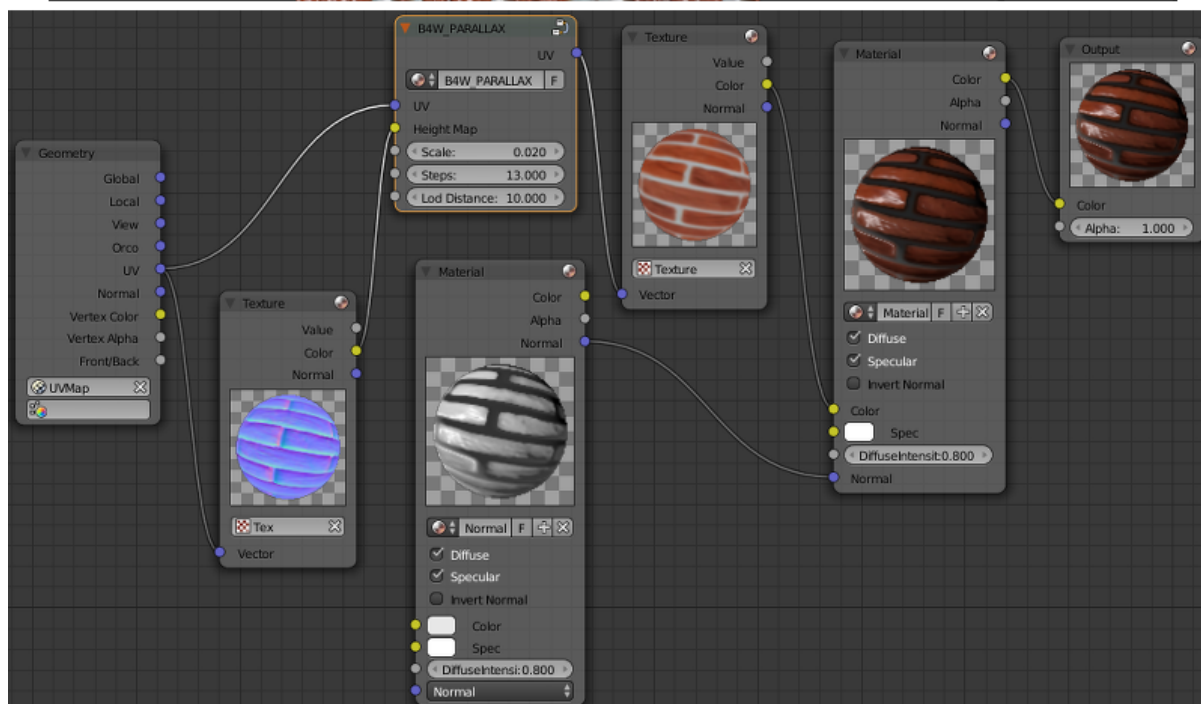 Geometry
Global
Local
View
Orco
UV
Normal
Vertex Color
Vertex Alpha
Front/Back
UVMap
Texture
Value
Color
Normal
Tex
Vector
B4W_PARALLAX
UV
B4W_PARALLAX F
UV
Height Map
Scale: 0.020
Steps: 13.000
Lod Distance: 10.000
Material
Color
Alpha
Normal
Normal F
Diffuse
Specular
Invert Normal
Color
Spec
DiffuseIntensi: 0.800
Normal
Texture
Value
Color
Normal
Texture
Vector
Material
Color
Alpha
Normal
Material F
Diffuse
Specular
Invert Normal
Color
Spec
DiffuseIntensit:0.800
Normal
Output
Color
Alpha: 1.000